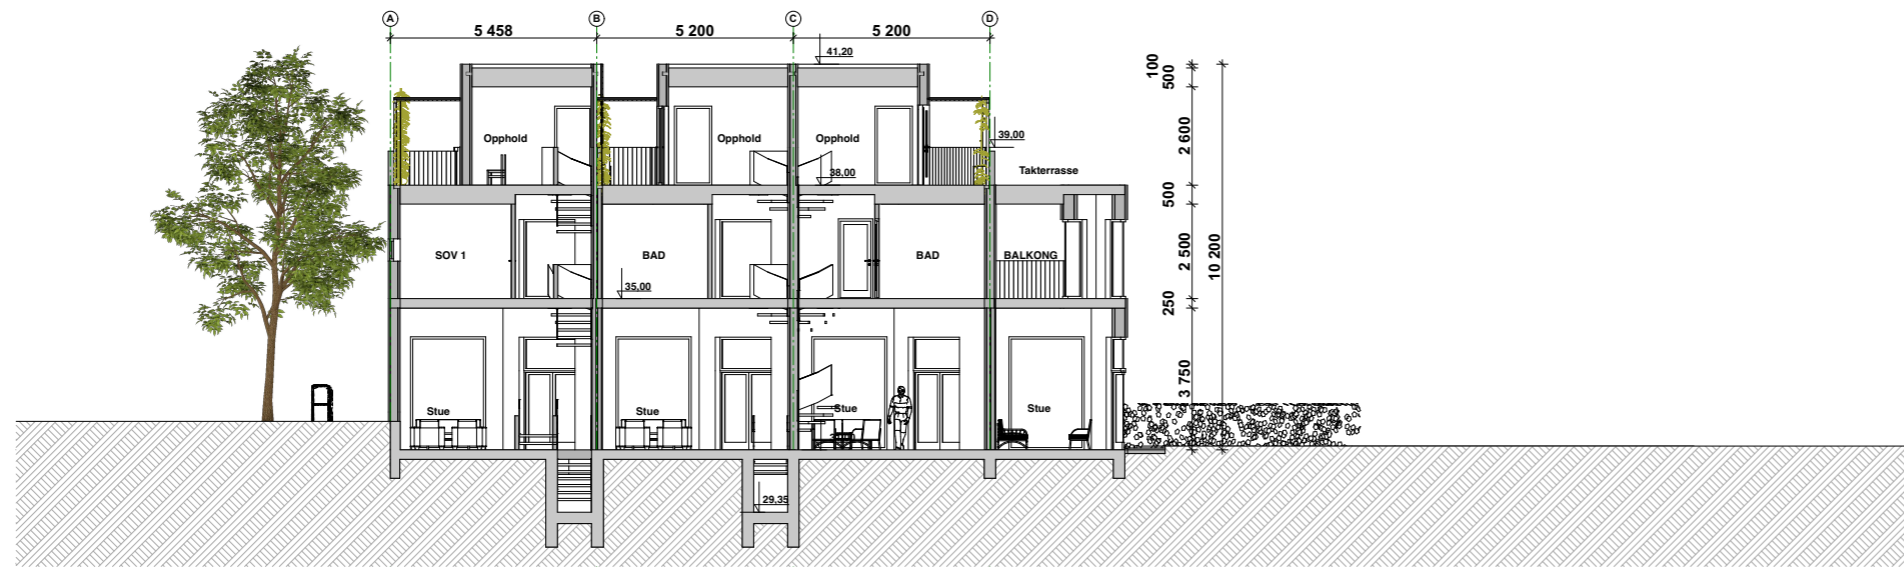 A B C D
5 458 5 200 5 200
41,20
100
500
Opphold Opphold Opphold
39,00
2 600
38,00
Takterrasse
500
SOV 1 BAD BAD BALKONG
2 500
10 200
35,00
250
3 750
Stue Stue Stue Stue
29,35